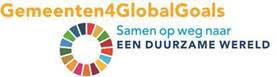 Gemeenten4GlobalGoals
Samen op weg naar
EEN DUURZAME WERELD